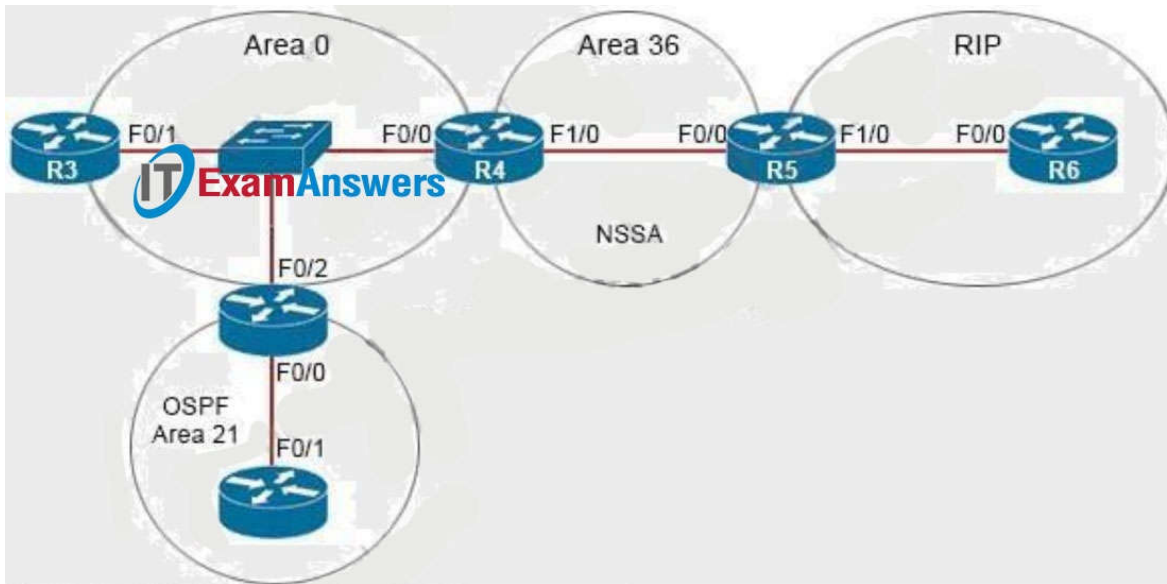 Area 0
Area 36
RIP
F0/1
F0/0
F1/0
F0/0
F1/0
F0/0
R3
R4
R5
R6
ITExamAnswers
NSSA
F0/2
F0/0
OSPF
Area 21
F0/1